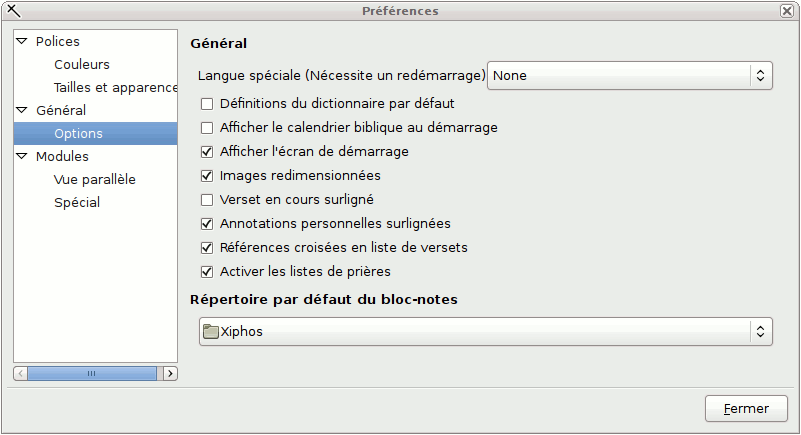 Préférences
Polices
Couleurs
Tailles et apparence
Général
Options
Modules
Vue parallèle
Spécial
Général
Langue spéciale (Nécessite un redémarrage) None
Définitions du dictionnaire par défaut
Afficher le calendrier biblique au démarrage
Afficher l'écran de démarrage
Images redimensionnées
Verset en cours surligné
Annotations personnelles surlignées
Références croisées en liste de versets
Activer les listes de prières
Répertoire par défaut du bloc-notes
Xiphos
Fermer